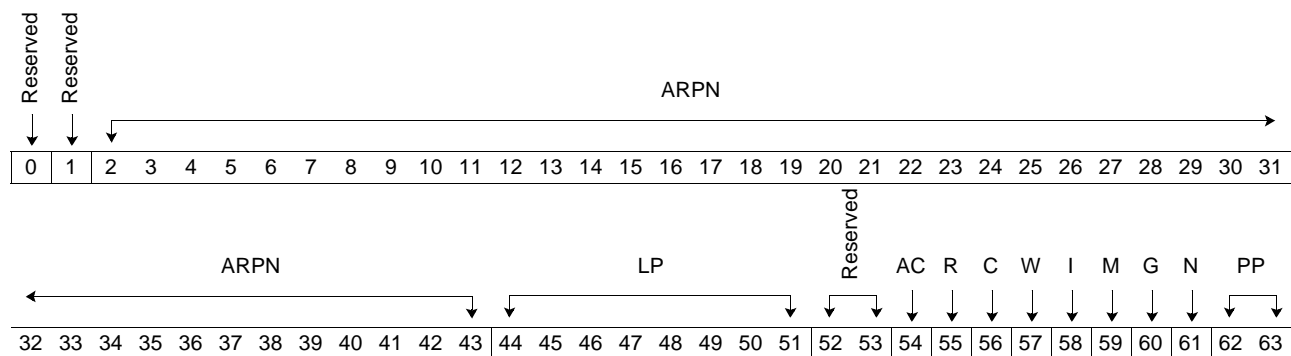 Reserved Reserved
ARPN
0 1 2 3 4 5 6 7 8 9 10 11 12 13 14 15 16 17 18 19 20 21 22 23 24 25 26 27 28 29 30 31
Reserved
ARPN LP AC R C W I M G N PP
32 33 34 35 36 37 38 39 40 41 42 43 44 45 46 47 48 49 50 51 52 53 54 55 56 57 58 59 60 61 62 63